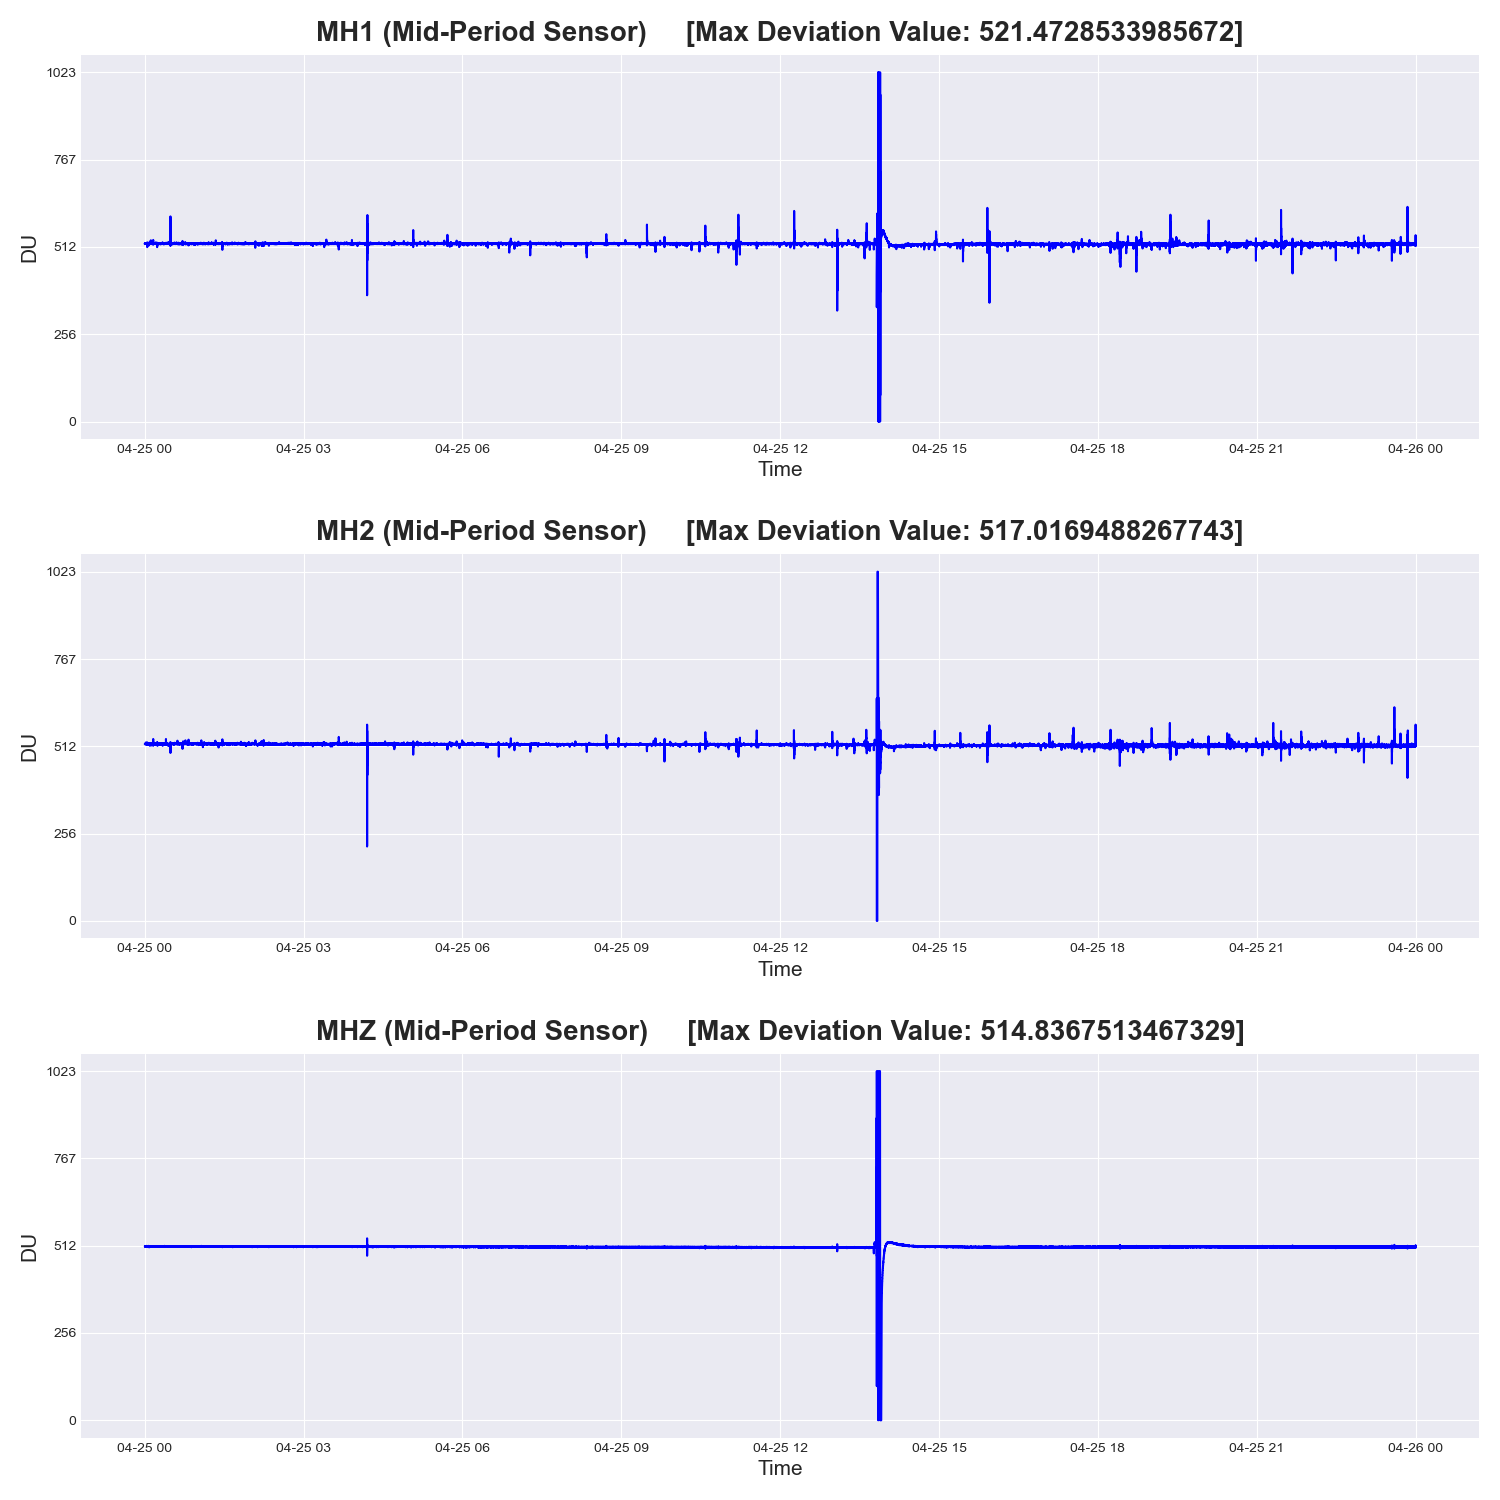 MH1 (Mid-Period Sensor) [Max Deviation Value: 521.4728533985672]
1023
767
512
256
0
DU
04-25 00 04-25 03 04-25 06 04-25 09 04-25 12 04-25 15 04-25 18 04-25 21 04-26 00
Time
MH2 (Mid-Period Sensor) [Max Deviation Value: 517.0169488267743]
1023
767
512
256
0
DU
04-25 00 04-25 03 04-25 06 04-25 09 04-25 12 04-25 15 04-25 18 04-25 21 04-26 00
Time
MHZ (Mid-Period Sensor) [Max Deviation Value: 514.8367513467329]
1023
767
512
256
0
DU
04-25 00 04-25 03 04-25 06 04-25 09 04-25 12 04-25 15 04-25 18 04-25 21 04-26 00
Time